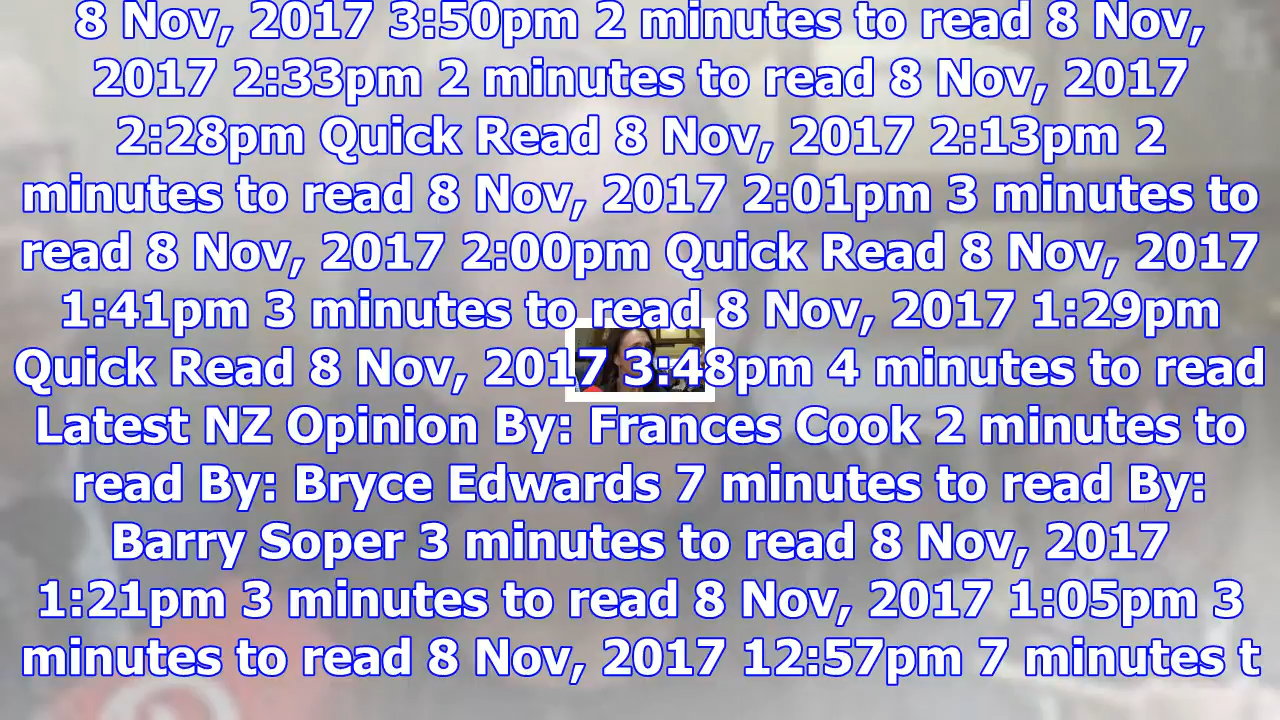 8 Nov, 2017 3:50pm 2 minutes to read 8 Nov,
2017 2:33pm 2 minutes to read 8 Nov, 2017
2:28pm Quick Read 8 Nov, 2017 2:13pm 2
minutes to read 8 Nov, 2017 2:01pm 3 minutes to
read 8 Nov, 2017 2:00pm Quick Read 8 Nov, 2017
1:41pm 3 minutes to read 8 Nov, 2017 1:29pm
Quick Read 8 Nov, 2017 3:48pm 4 minutes to read
Latest NZ Opinion By: Frances Cook 2 minutes to
read By: Bryce Edwards 7 minutes to read By:
Barry Soper 3 minutes to read 8 Nov, 2017
1:21pm 3 minutes to read 8 Nov, 2017 1:05pm 3
minutes to read 8 Nov, 2017 12:57pm 7 minutes t